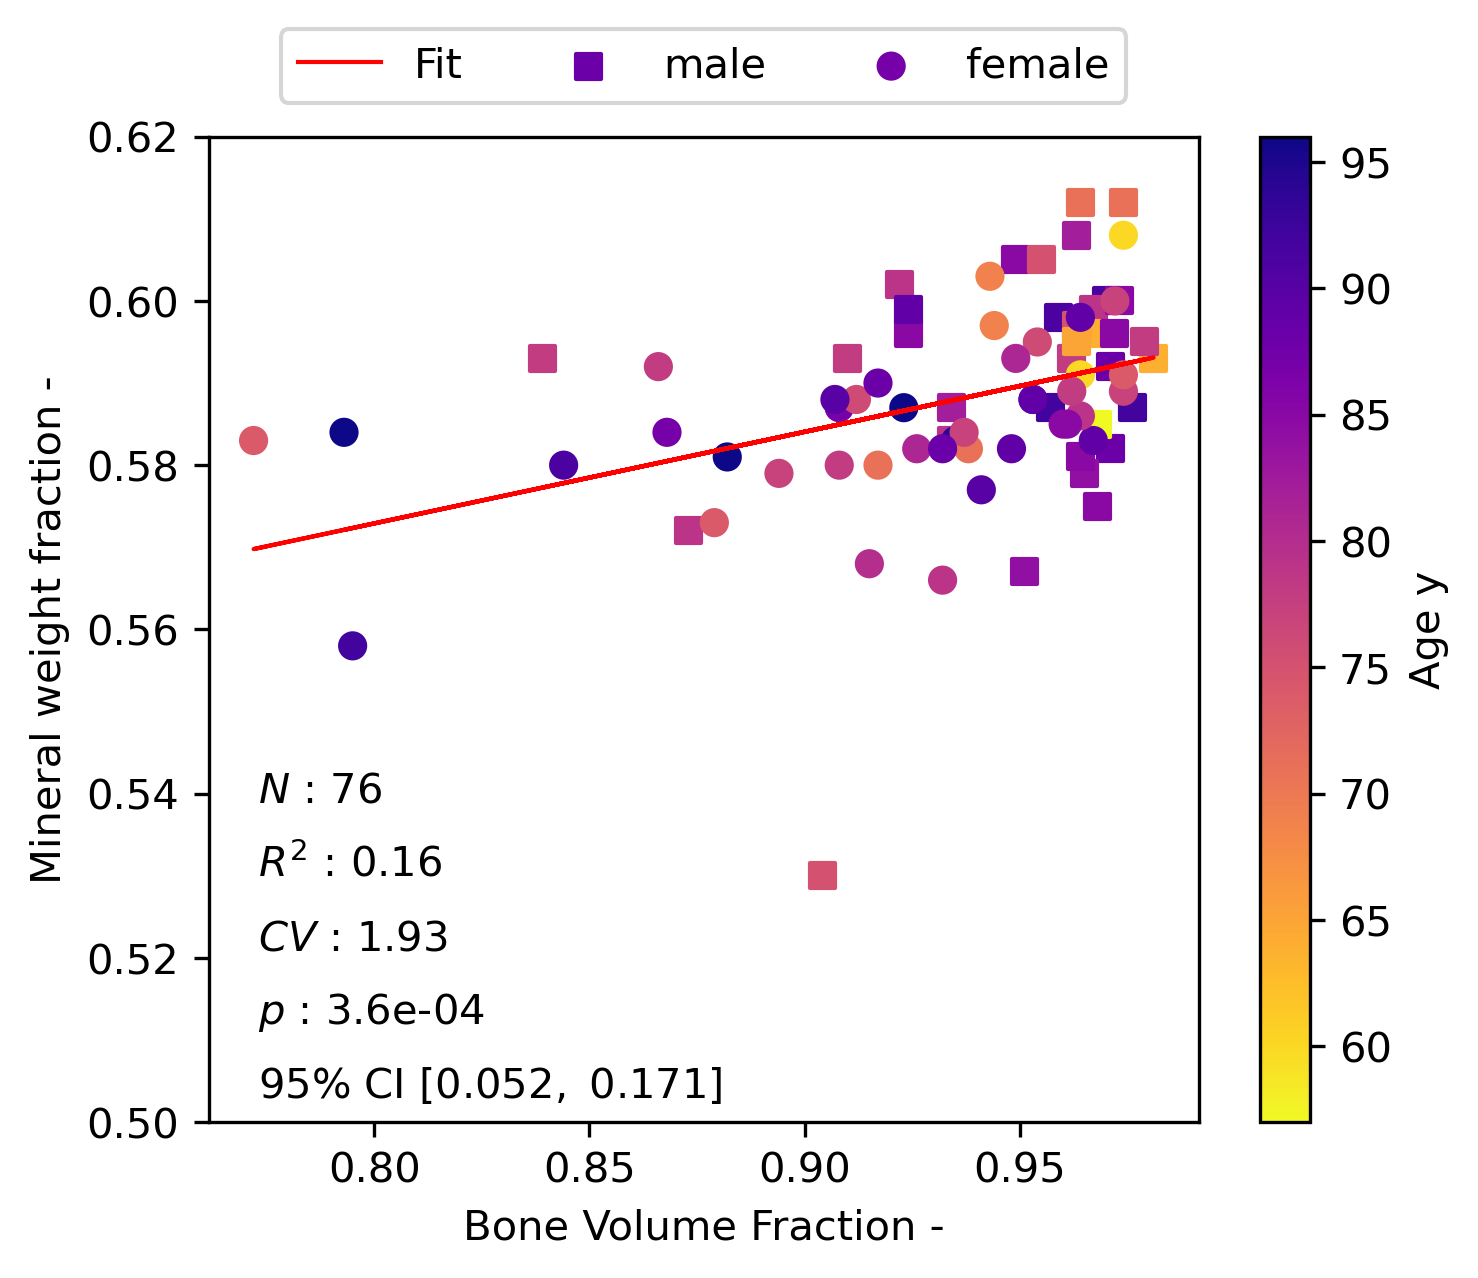 Fit male female
0.62
0.60
0.58
0.56
0.54
0.52
0.50
Mineral weight fraction -
N : 76
R² : 0.16
CV : 1.93
p : 3.6e-04
95% CI [0.052, 0.171]
0.80 0.85 0.90 0.95
Bone Volume Fraction -
95
90
85
80
75
70
65
60
Age y